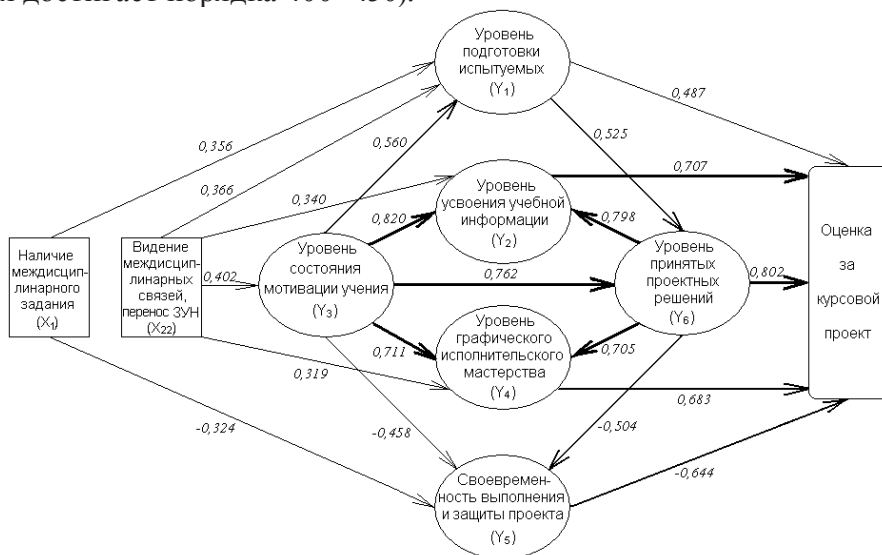 достигает порядка 400–450).
Уровень
подготовки
испытуемых
(Y1)
0,487
0,356
0,560
0,525
0,366
0,707
0,340
Уровень
усвоения учебной
информации
(Y2)
0,820
0,798
Наличие
междисцип-
линарного
задания
(X1)
Видение
междисцип-
линарных
связей,
перенос ЗУН
(X22)
0,402
Уровень
состояния
мотивации учения
(Y3)
0,762
Уровень
принятых
проектных
решений
(Y6)
0,802
Оценка
за
курсовой
проект
0,711
Уровень
графического
исполнительского
мастерства
(Y4)
0,705
0,319
0,683
-0,324
-0,458
-0,504
-0,644
Своевремен-
ность выполнения
и защиты проекта
(Y5)